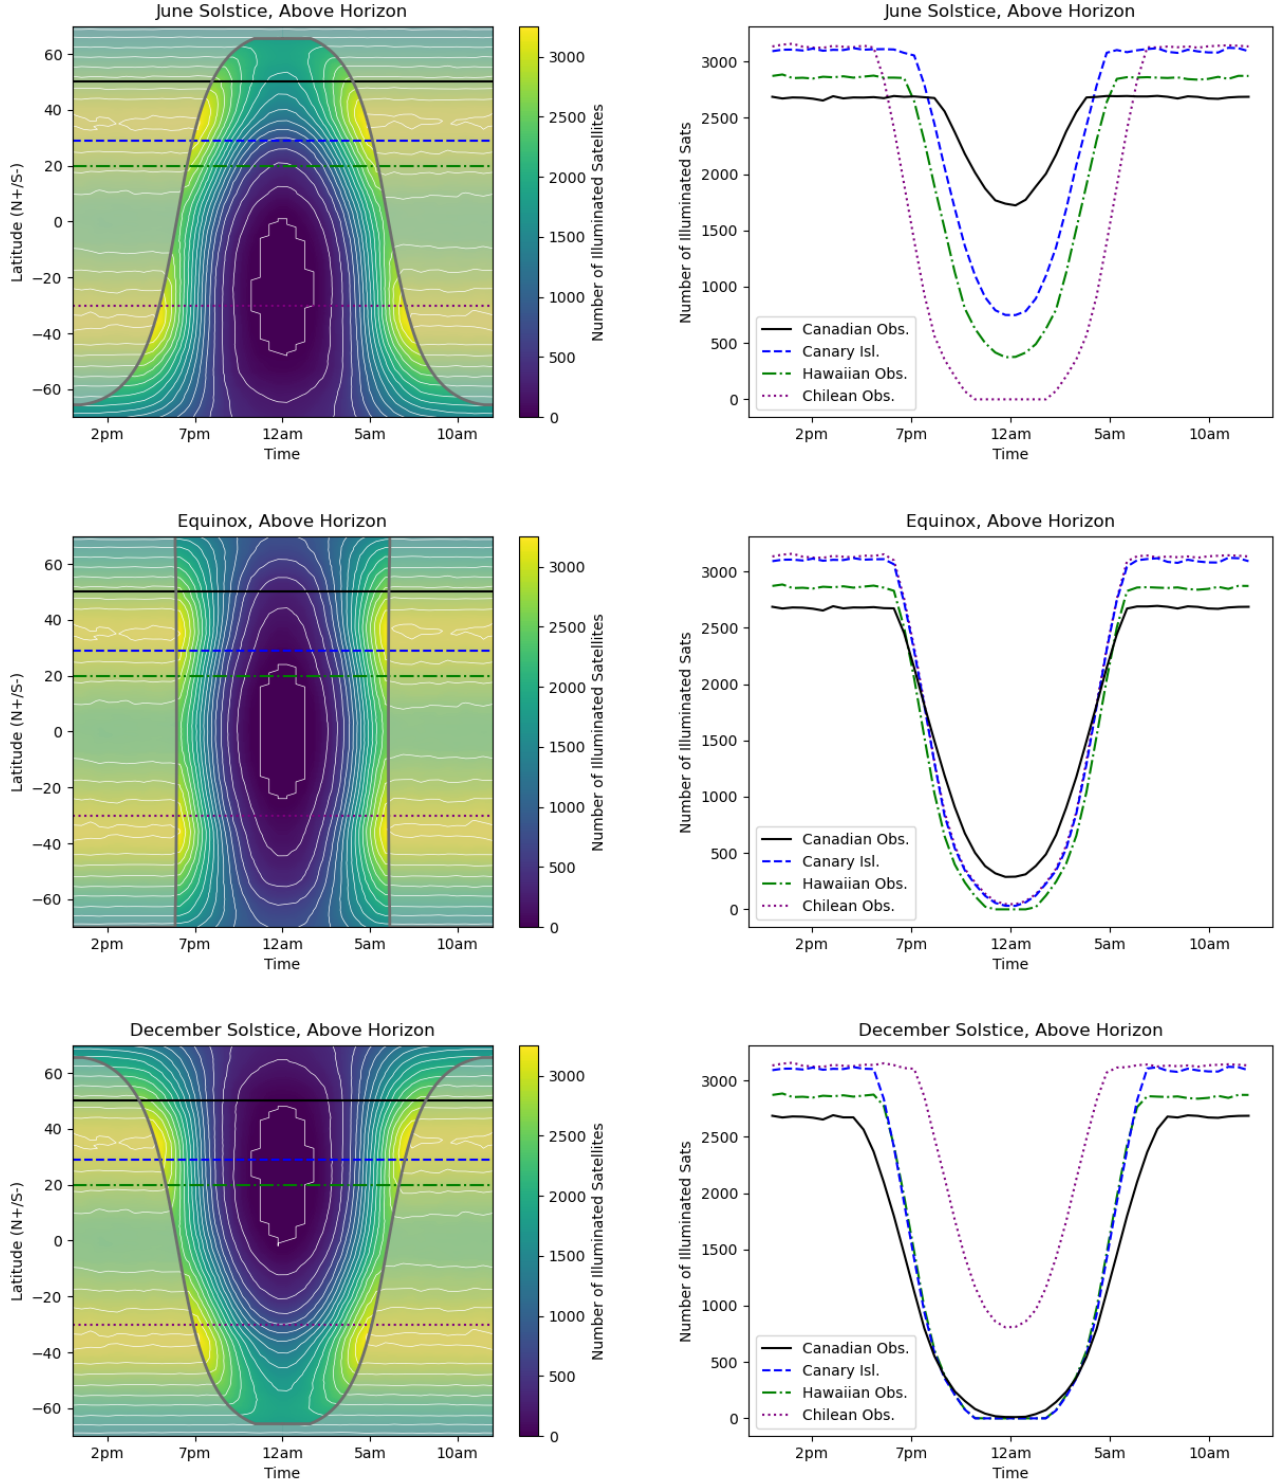 June Solstice, Above Horizon
60
40
20
0
−20
−40
−60
Latitude (N+/S-)
2pm 7pm 12am 5am 10am
Time
3000
2500
2000
1500
1000
500
0
Number of Illuminated Satellites
June Solstice, Above Horizon
3000
2500
2000
1500
1000
500
0
Number of Illuminated Sats
Canadian Obs.
Canary Isl.
Hawaiian Obs.
Chilean Obs.
2pm 7pm 12am 5am 10am
Time
Equinox, Above Horizon
60
40
20
0
−20
−40
−60
Latitude (N+/S-)
2pm 7pm 12am 5am 10am
Time
3000
2500
2000
1500
1000
500
0
Number of Illuminated Satellites
Equinox, Above Horizon
3000
2500
2000
1500
1000
500
0
Number of Illuminated Sats
Canadian Obs.
Canary Isl.
Hawaiian Obs.
Chilean Obs.
2pm 7pm 12am 5am 10am
Time
December Solstice, Above Horizon
60
40
20
0
−20
−40
−60
Latitude (N+/S-)
2pm 7pm 12am 5am 10am
Time
3000
2500
2000
1500
1000
500
0
Number of Illuminated Satellites
December Solstice, Above Horizon
3000
2500
2000
1500
1000
500
0
Number of Illuminated Sats
Canadian Obs.
Canary Isl.
Hawaiian Obs.
Chilean Obs.
2pm 7pm 12am 5am 10am
Time